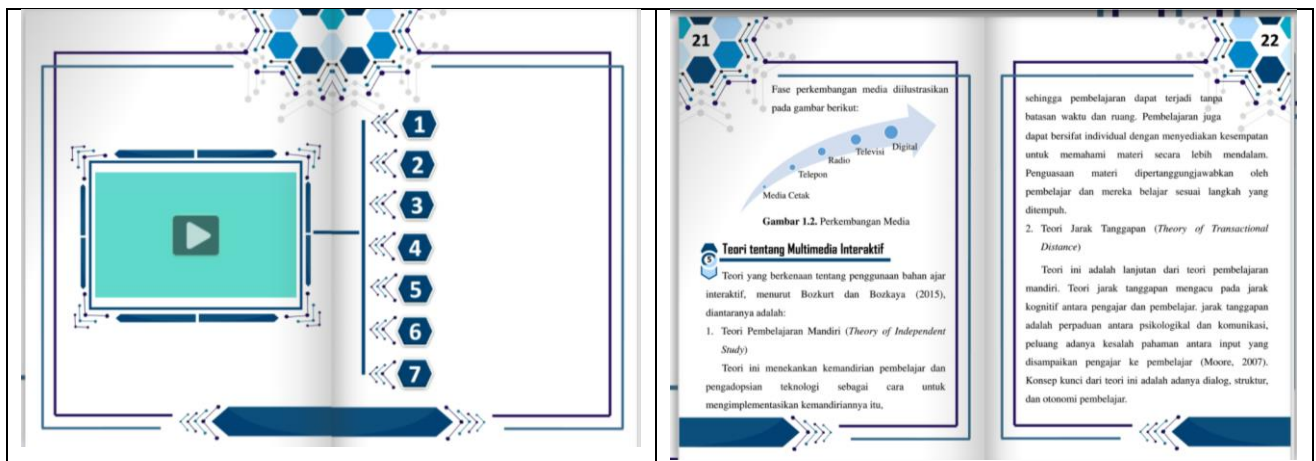 1
2
3
4
5
6
7
21
Fase perkembangan media diilustrasikan
pada gambar berikut:
Digital
Televisi
Radio
Telepon
Media Cetak
Gambar 1.2. Perkembangan Media
5 Teori tentang Multimedia Interaktif
Teori yang berkenaan tentang penggunaan bahan ajar
interaktif, menurut Bozkurt dan Bozkaya (2015),
diantaranya adalah:
1. Teori Pembelajaran Mandiri (Theory of Independent
Study)
Teori ini menekankan kemandirian pembelajar dan
pengadopsian teknologi sebagai cara untuk
mengimplementasikan kemandiriannya itu,
22
sehingga pembelajaran dapat terjadi tanpa
batasan waktu dan ruang. Pembelajaran juga
dapat bersifat individual dengan menyediakan kesempatan
untuk memahami materi secara lebih mendalam.
Penguasaan materi dipertanggungjawabkan oleh
pembelajar dan mereka belajar sesuai langkah yang
ditempuh.
2. Teori Jarak Tanggapan (Theory of Transactional
Distance)
Teori ini adalah lanjutan dari teori pembelajaran
mandiri. Teori jarak tanggapan mengacu pada jarak
kognitif antara pengajar dan pembelajar. jarak tanggapan
adalah perpaduan antara psikologikal dan komunikasi,
peluang adanya kesalah pahaman antara input yang
disampaikan pengajar ke pembelajar (Moore, 2007).
Konsep kunci dari teori ini adalah adanya dialog, struktur,
dan otonomi pembelajar.